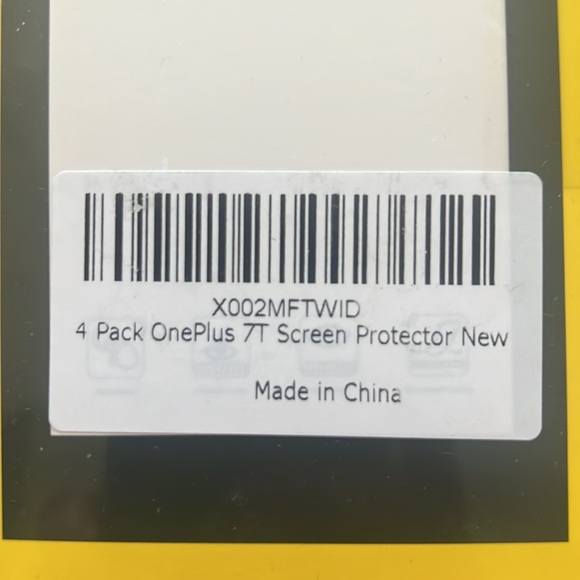 X002MFTWID
4 Pack OnePlus 7T Screen Protector New
Made in China